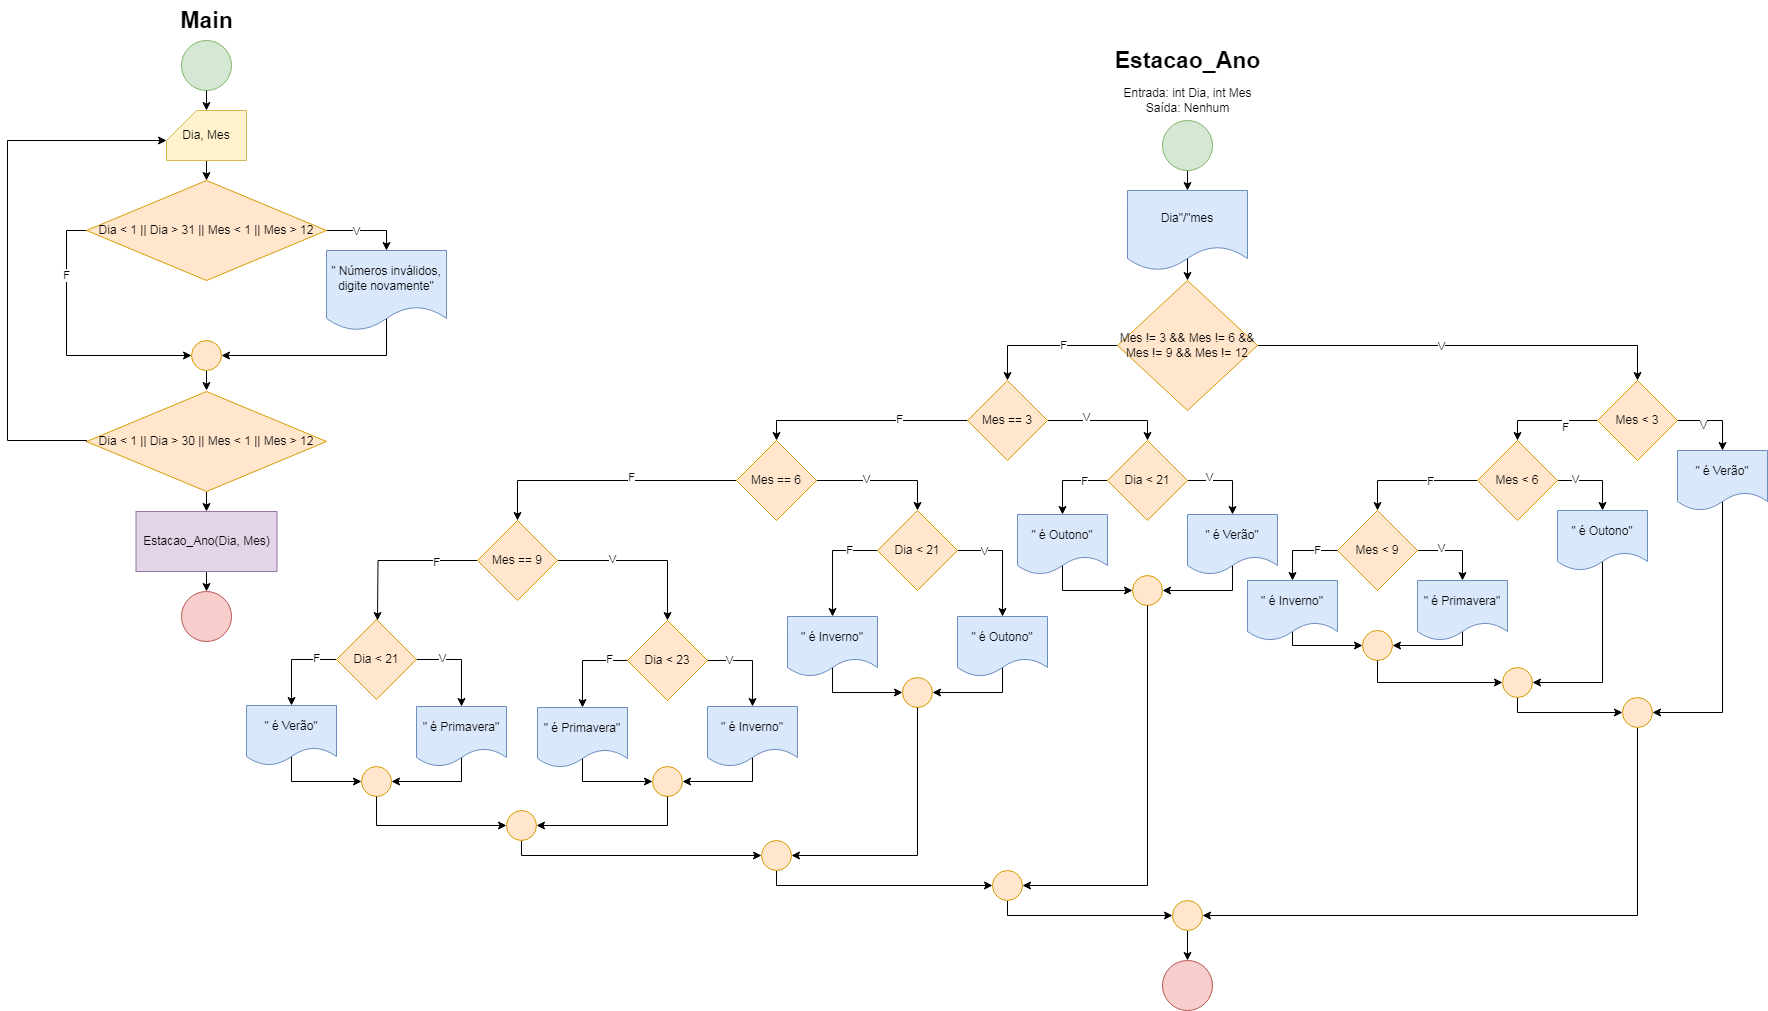 Main
Dia, Mes
Dia < 1 || Dia > 31 || Mes < 1 || Mes > 12
V
F
" Números inválidos,
digite novamente"
Dia < 1 || Dia > 30 || Mes < 1 || Mes > 12
Estacao_Ano(Dia, Mes)
Estacao_Ano
Entrada: int Dia, int Mes
Saída: Nenhum
Dia"/"mes
Mes != 3 && Mes != 6 &&
Mes != 9 && Mes != 12
F
V
Mes == 3
F
V
Mes < 3
F
V
Mes == 6
F
V
Dia < 21
F
V
Mes < 6
F
V
" é Verão"
Mes == 9
F
V
Dia < 21
F
V
" é Outono"
" é Verão"
Mes < 9
F
V
" é Outono"
" é Inverno"
" é Primavera"
Dia < 21
F
V
Dia < 23
F
V
" é Inverno"
" é Outono"
" é Verão"
" é Primavera"
" é Primavera"
" é Inverno"